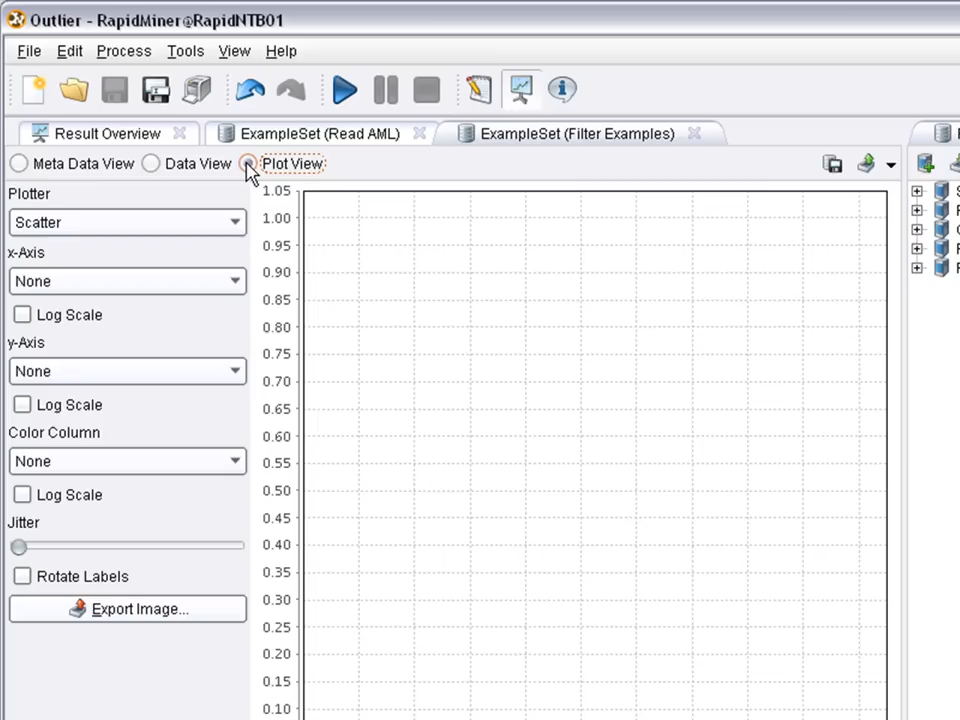 Outlier - RapidMiner@RapidNTB01
File Edit Process Tools View Help
Result Overview ExampleSet (Read AML) ExampleSet (Filter Examples)
Meta Data View Data View Plot View
Plotter
Scatter
x-Axis
None
Log Scale
y-Axis
None
Log Scale
Color Column
None
Log Scale
Jitter
Rotate Labels
Export Image...
1.05
1.00
0.95
0.90
0.85
0.80
0.75
0.70
0.65
0.60
0.55
0.50
0.45
0.40
0.35
0.30
0.25
0.20
0.15
0.10